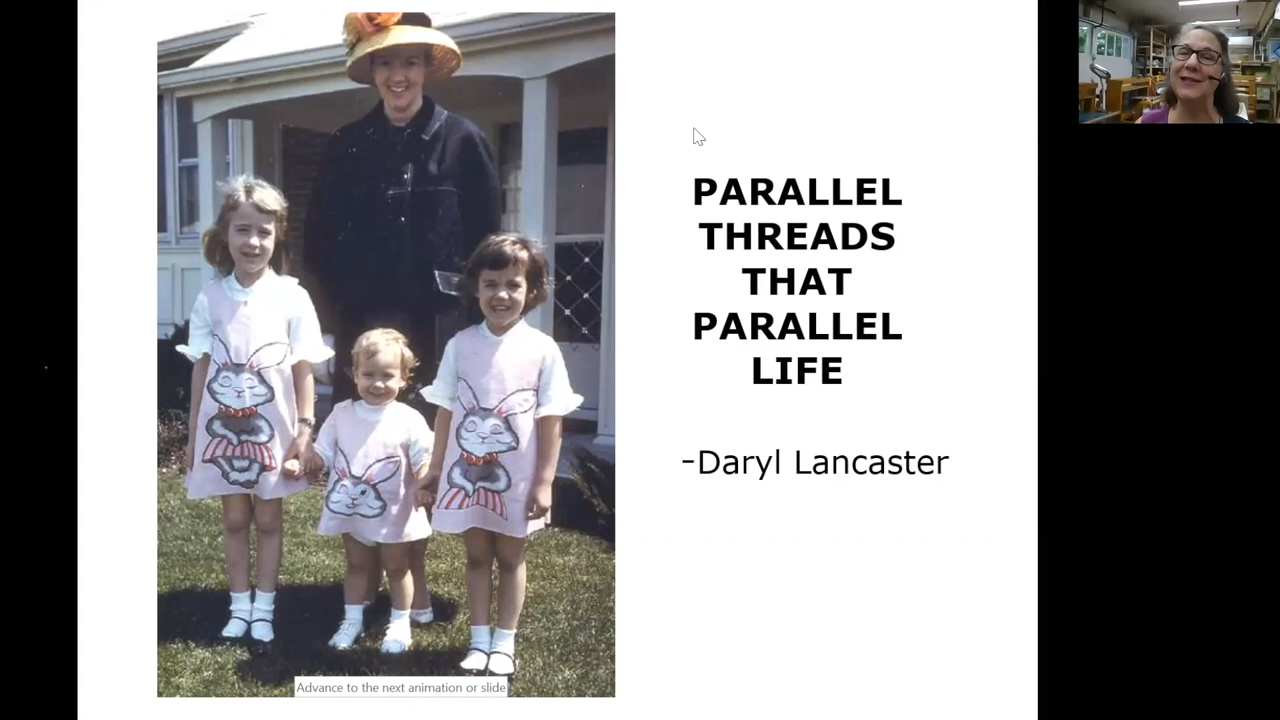 PARALLEL
THREADS
THAT
PARALLEL
LIFE
-Daryl Lancaster
Advance to the next animation or slide